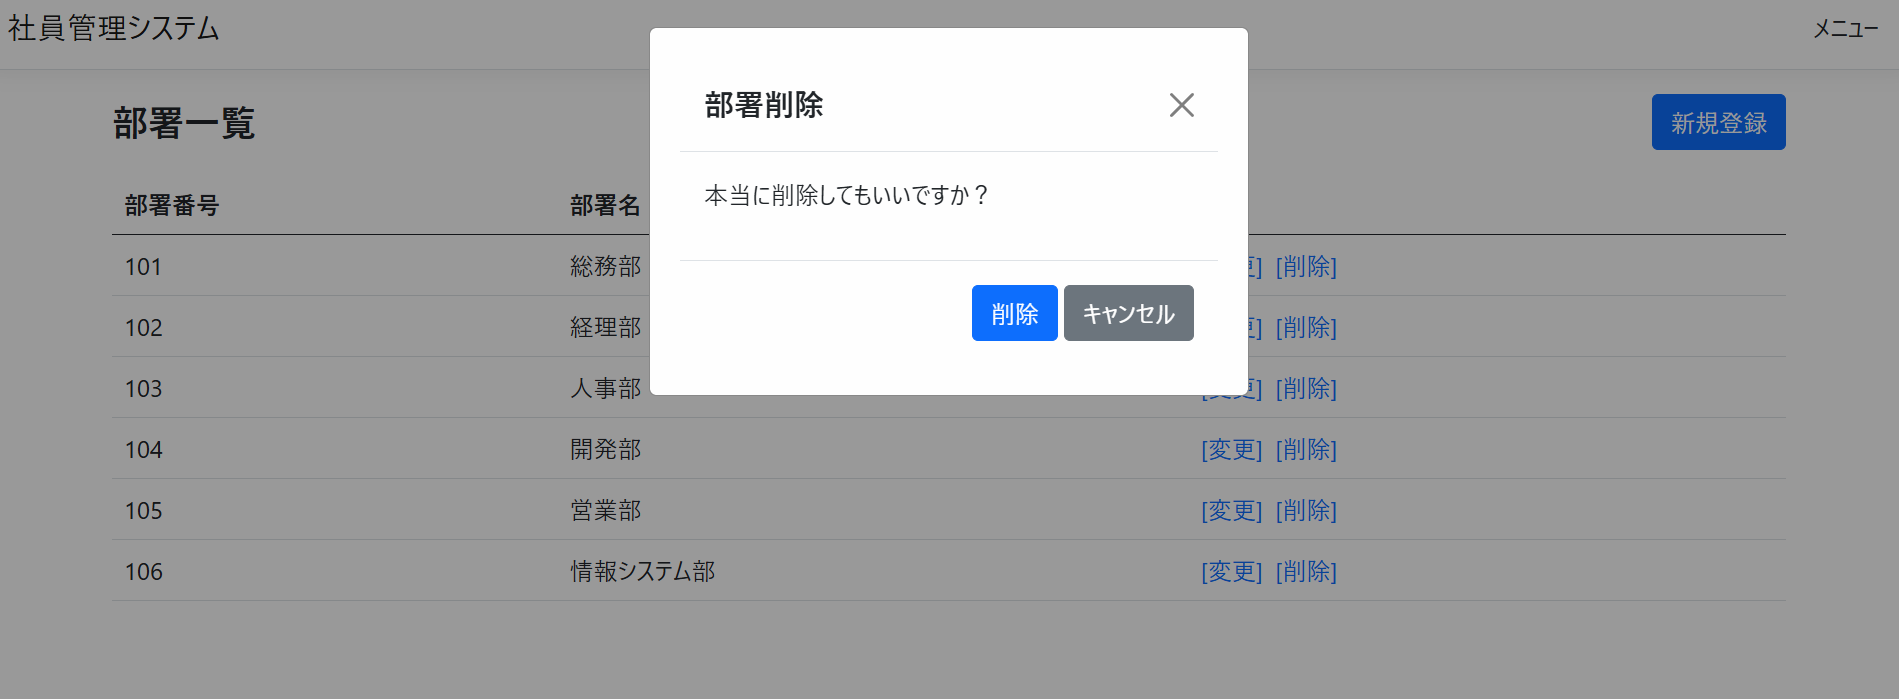 社員管理システム メニュー
部署削除
部署一覧 新規登録
本当に削除してもいいですか？
部署番号 部署名
101 総務部 [削除]
削除 キャンセル
102 経理部 [削除]
103 人事部 [変更] [削除]
104 開発部 [変更] [削除]
105 営業部 [変更] [削除]
106 情報システム部 [変更] [削除]